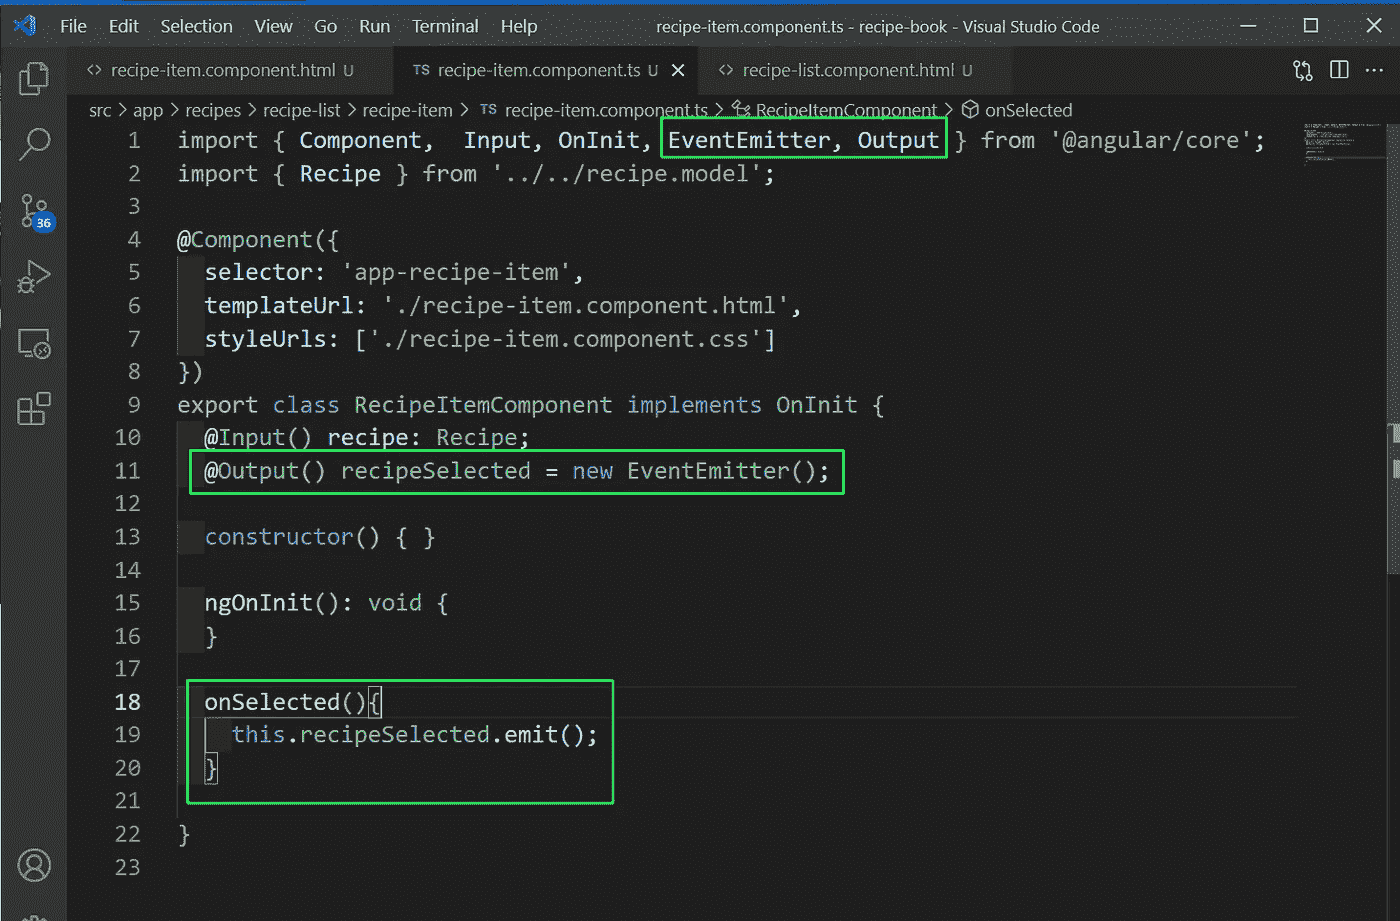 File Edit Selection View Go Run Terminal Help recipe-item.component.ts - recipe-book - Visual Studio Code
<> recipe-item.component.html U TS recipe-item.component.ts U <> recipe-list.component.html U
src > app > recipes > recipe-list > recipe-item > TS recipe-item.component.ts > RecipeItemComponent > onSelected
1 import { Component, Input, OnInit, EventEmitter, Output } from '@angular/core';
2 import { Recipe } from '../../recipe.model';
3
4 @Component({
5 selector: 'app-recipe-item',
6 templateUrl: './recipe-item.component.html',
7 styleUrls: ['./recipe-item.component.css']
8 })
9 export class RecipeItemComponent implements OnInit {
10 @Input() recipe: Recipe;
11 @Output() recipeSelected = new EventEmitter();
12
13 constructor() { }
14
15 ngOnInit(): void {
16 }
17
18 onSelected(){
19 this.recipeSelected.emit();
20 }
21
22 }
23
36